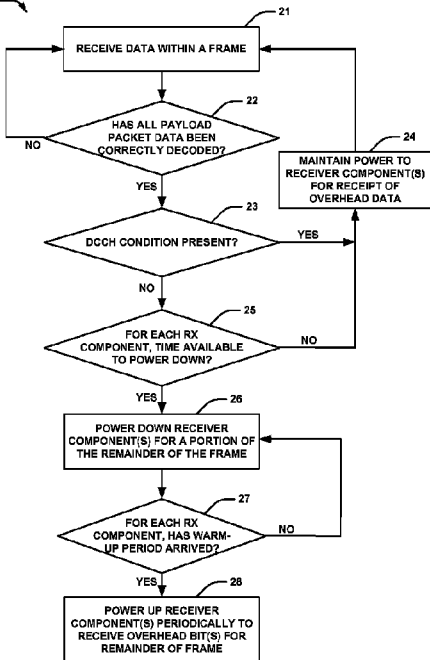 21
RECEIVE DATA WITHIN A FRAME
22
HAS ALL PAYLOAD
PACKET DATA BEEN
CORRECTLY DECODED?
NO
YES
24
MAINTAIN POWER TO
RECEIVER COMPONENT(S)
FOR RECEIPT OF
OVERHEAD DATA
23
DCCH CONDITION PRESENT?
YES
NO
25
FOR EACH RX
COMPONENT, TIME AVAILABLE
TO POWER DOWN?
NO
YES
26
POWER DOWN RECEIVER
COMPONENT(S) FOR A PORTION OF
THE REMAINDER OF THE FRAME
27
FOR EACH RX
COMPONENT, HAS WARM-
UP PERIOD ARRIVED?
NO
YES
28
POWER UP RECEIVER
COMPONENT(S) PERIODICALLY TO
RECEIVE OVERHEAD BIT(S) FOR
REMAINDER OF FRAME